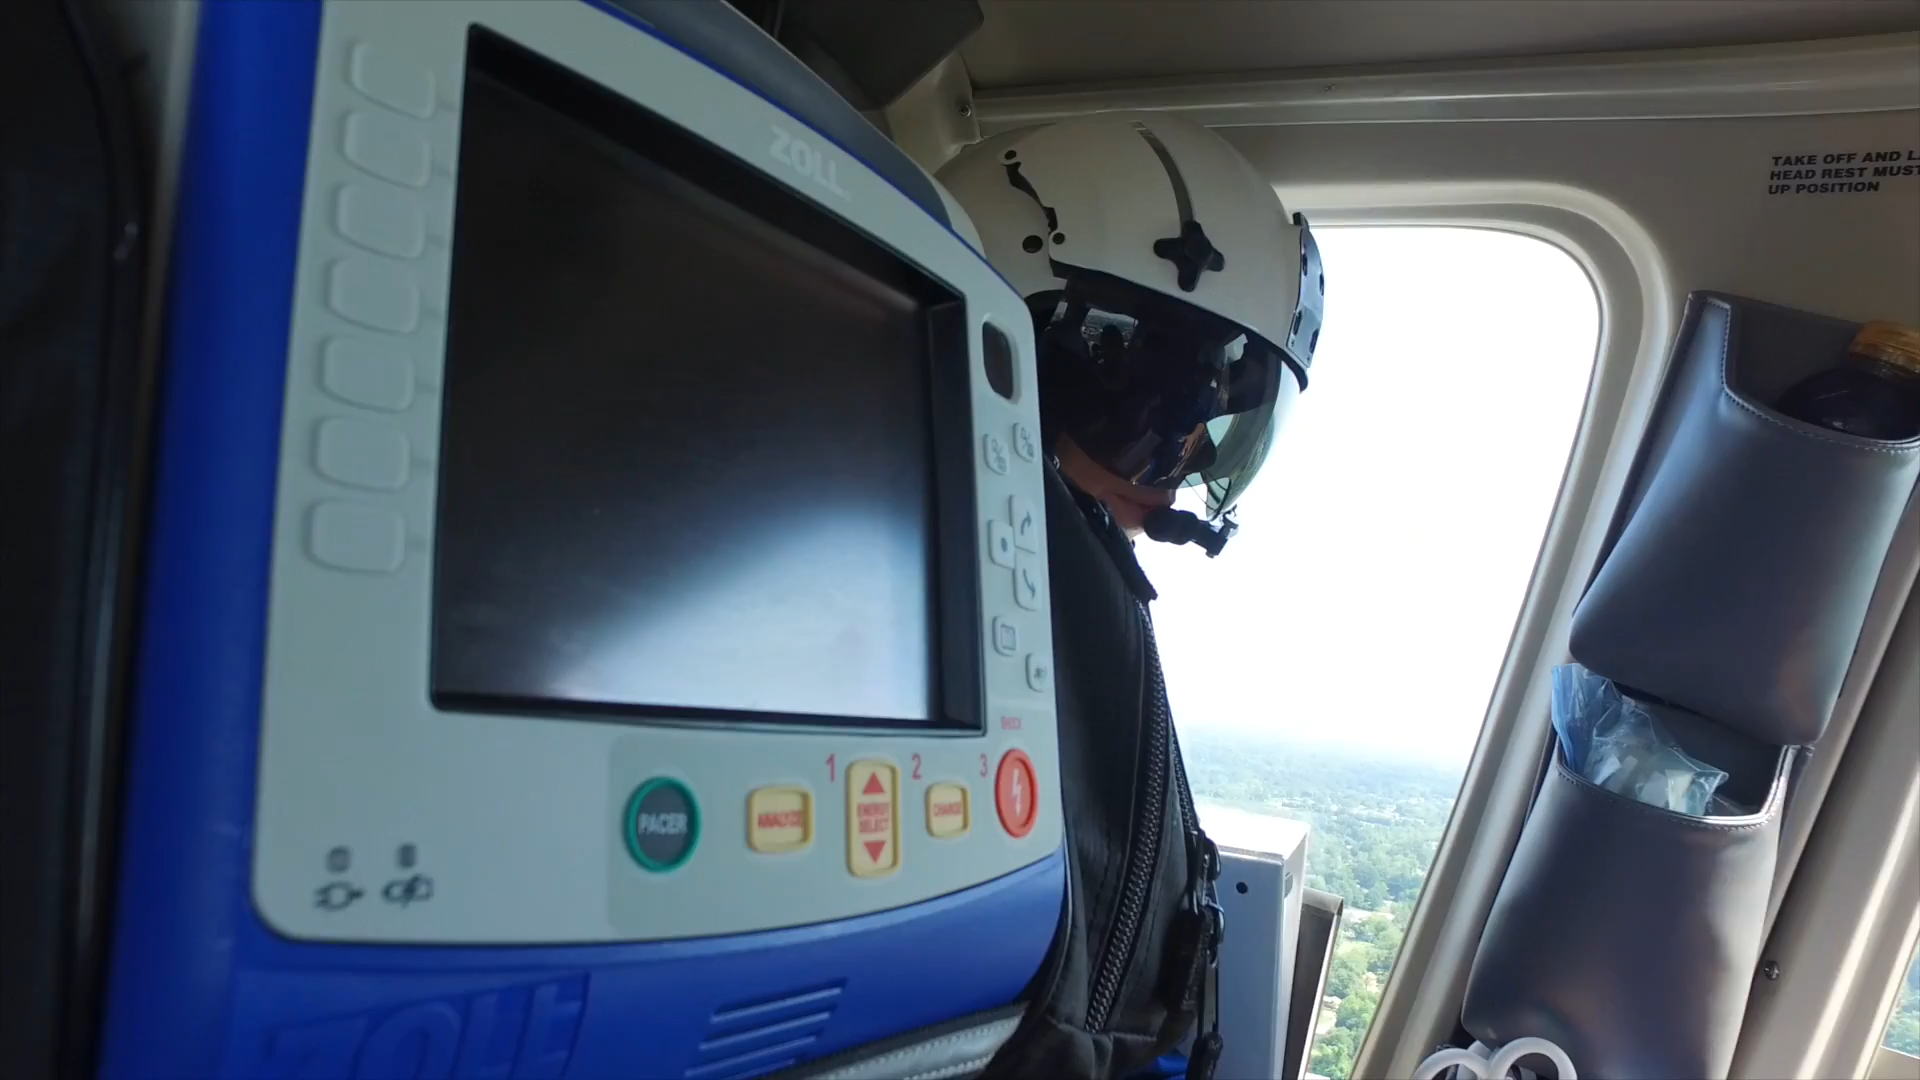 ZOLL
TAKE OFF AND
HEAD REST MUST
UP POSITION
SHOCK
1
2
3
PACER
ANALYZE
ENERGY
SELECT
CHARGE
ZOLL